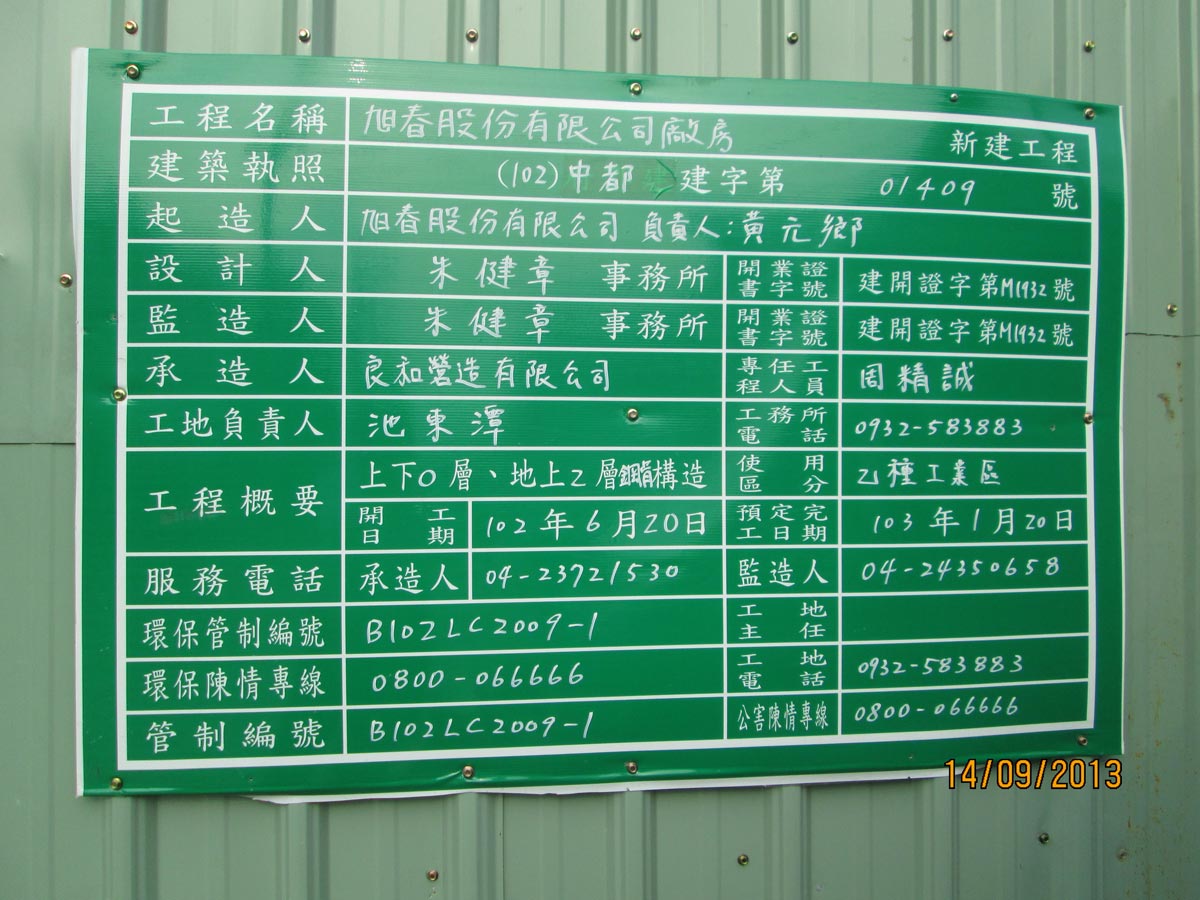 工程名稱 旭春股份有限公司廠房 新建工程
建築執照 (102)中都 建字第 01409 號
起造人 旭春股份有限公司 負責人:黃元鄉
設計人 朱健章 事務所 開業證書字號 建開證字第M1932號
監造人 朱健章 事務所 開業證書字號 建開證字第M1932號
承造人 良和營造有限公司 專任工程人員 周精誠
工地負責人 池東潭 工務所電話 0932-583883
工程概要 上下0層、地上2層鋼骨構造 使用區分 乙種工業區
開工日期 102年6月20日 預定完工日期 103年1月20日
服務電話 承造人 04-23721530 監造人 04-24350658
環保管制編號 B102LC2009-1 工地主任
環保陳情專線 0800-066666 工地電話 0932-583883
管制編號 B102LC2009-1 公害陳情專線 0800-066666
14/09/2013